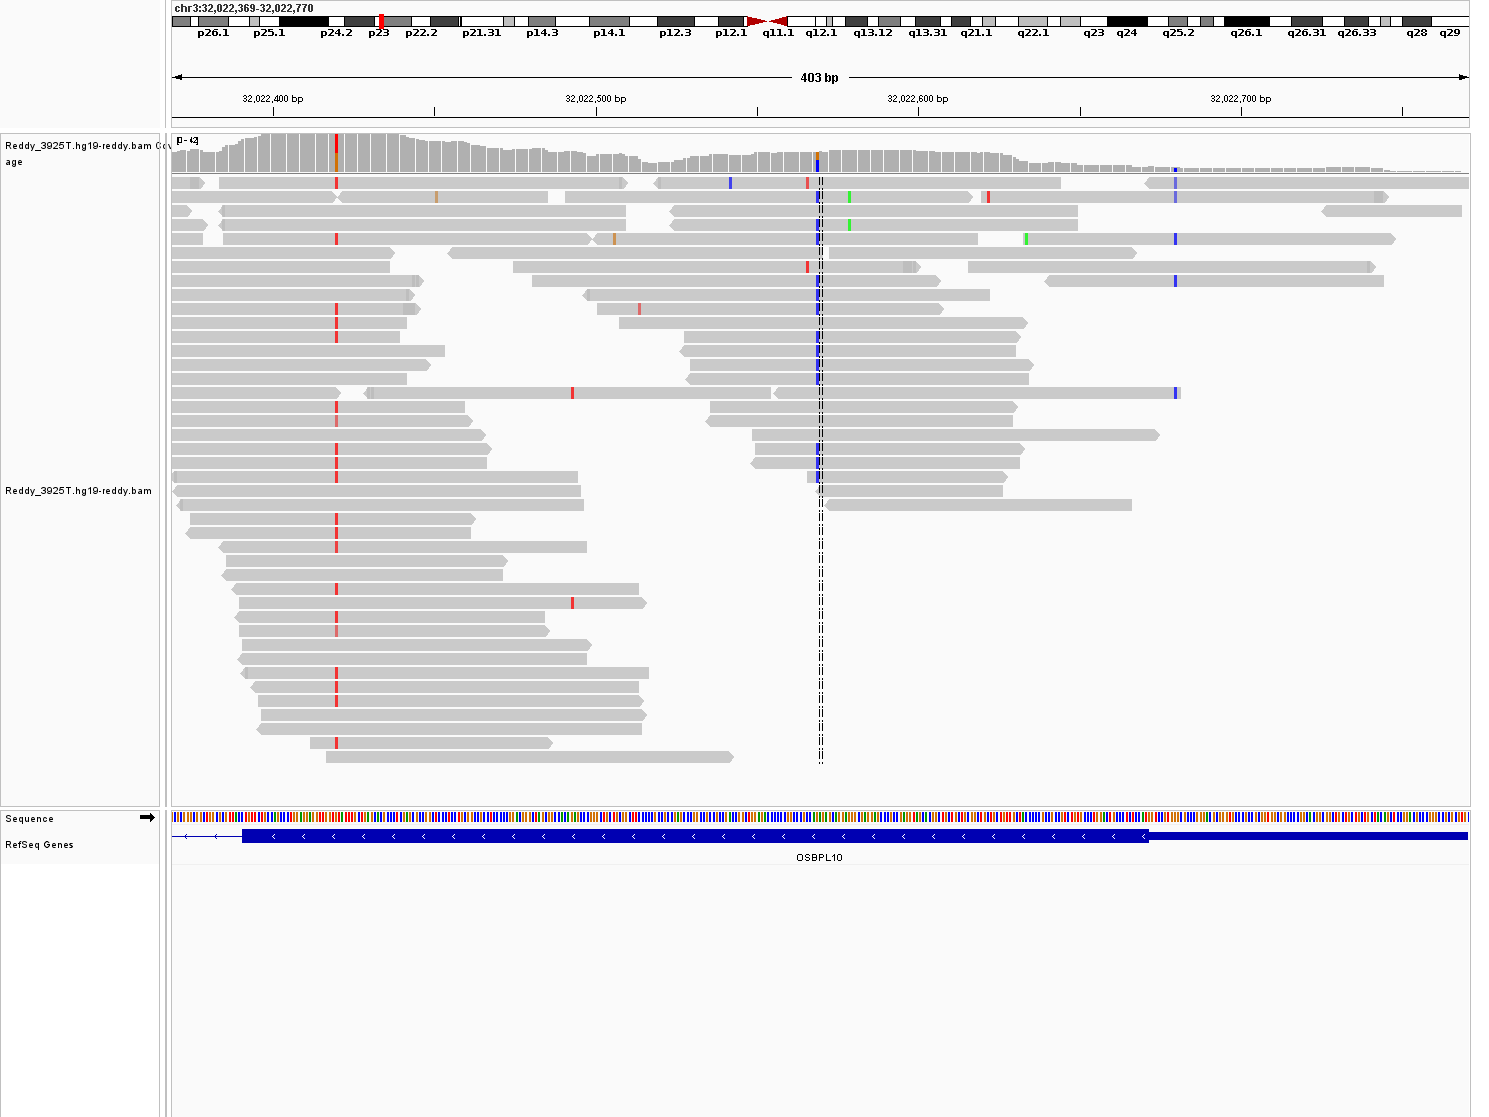 chr3:32,022,369-32,022,770
p26.1 p25.1 p24.2 p23 p22.2 p21.31 p14.3 p14.1 p12.3 p12.1 q11.1 q12.1 q13.12 q13.31 q21.1 q22.1 q23 q24 q25.2 q26.1 q26.31 q26.33 q28 q29
403 bp
32,022,400 bp 32,022,500 bp 32,022,600 bp 32,022,700 bp
[0 - 42]
Reddy_3925T.hg19-reddy.bam Cov
age
Reddy_3925T.hg19-reddy.bam
Sequence
RefSeq Genes
OSBPL10